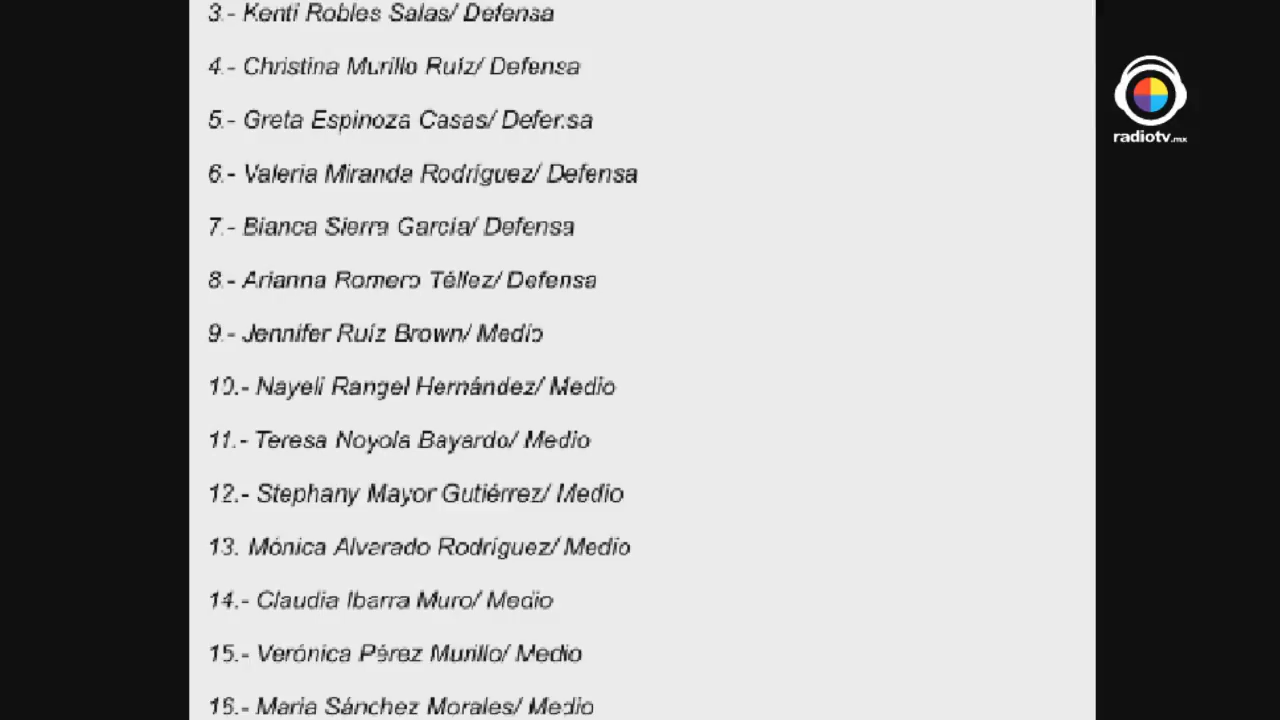 3.- Kenti Robles Salas/ Defensa
4.- Christina Murillo Ruíz/ Defensa
5.- Greta Espinoza Casas/ Defensa
6.- Valeria Miranda Rodríguez/ Defensa
7.- Bianca Sierra García/ Defensa
8.- Arianna Romero Téllez/ Defensa
9.- Jennifer Ruíz Brown/ Medio
10.- Nayeli Rangel Hernández/ Medio
11.- Teresa Noyola Bayardo/ Medio
12.- Stephany Mayor Gutiérrez/ Medio
13. Mónica Alvarado Rodríguez/ Medio
14.- Claudia Ibarra Muro/ Medio
15.- Verónica Pérez Murillo/ Medio
16.- Maria Sánchez Morales/ Medio
radiotv.mx